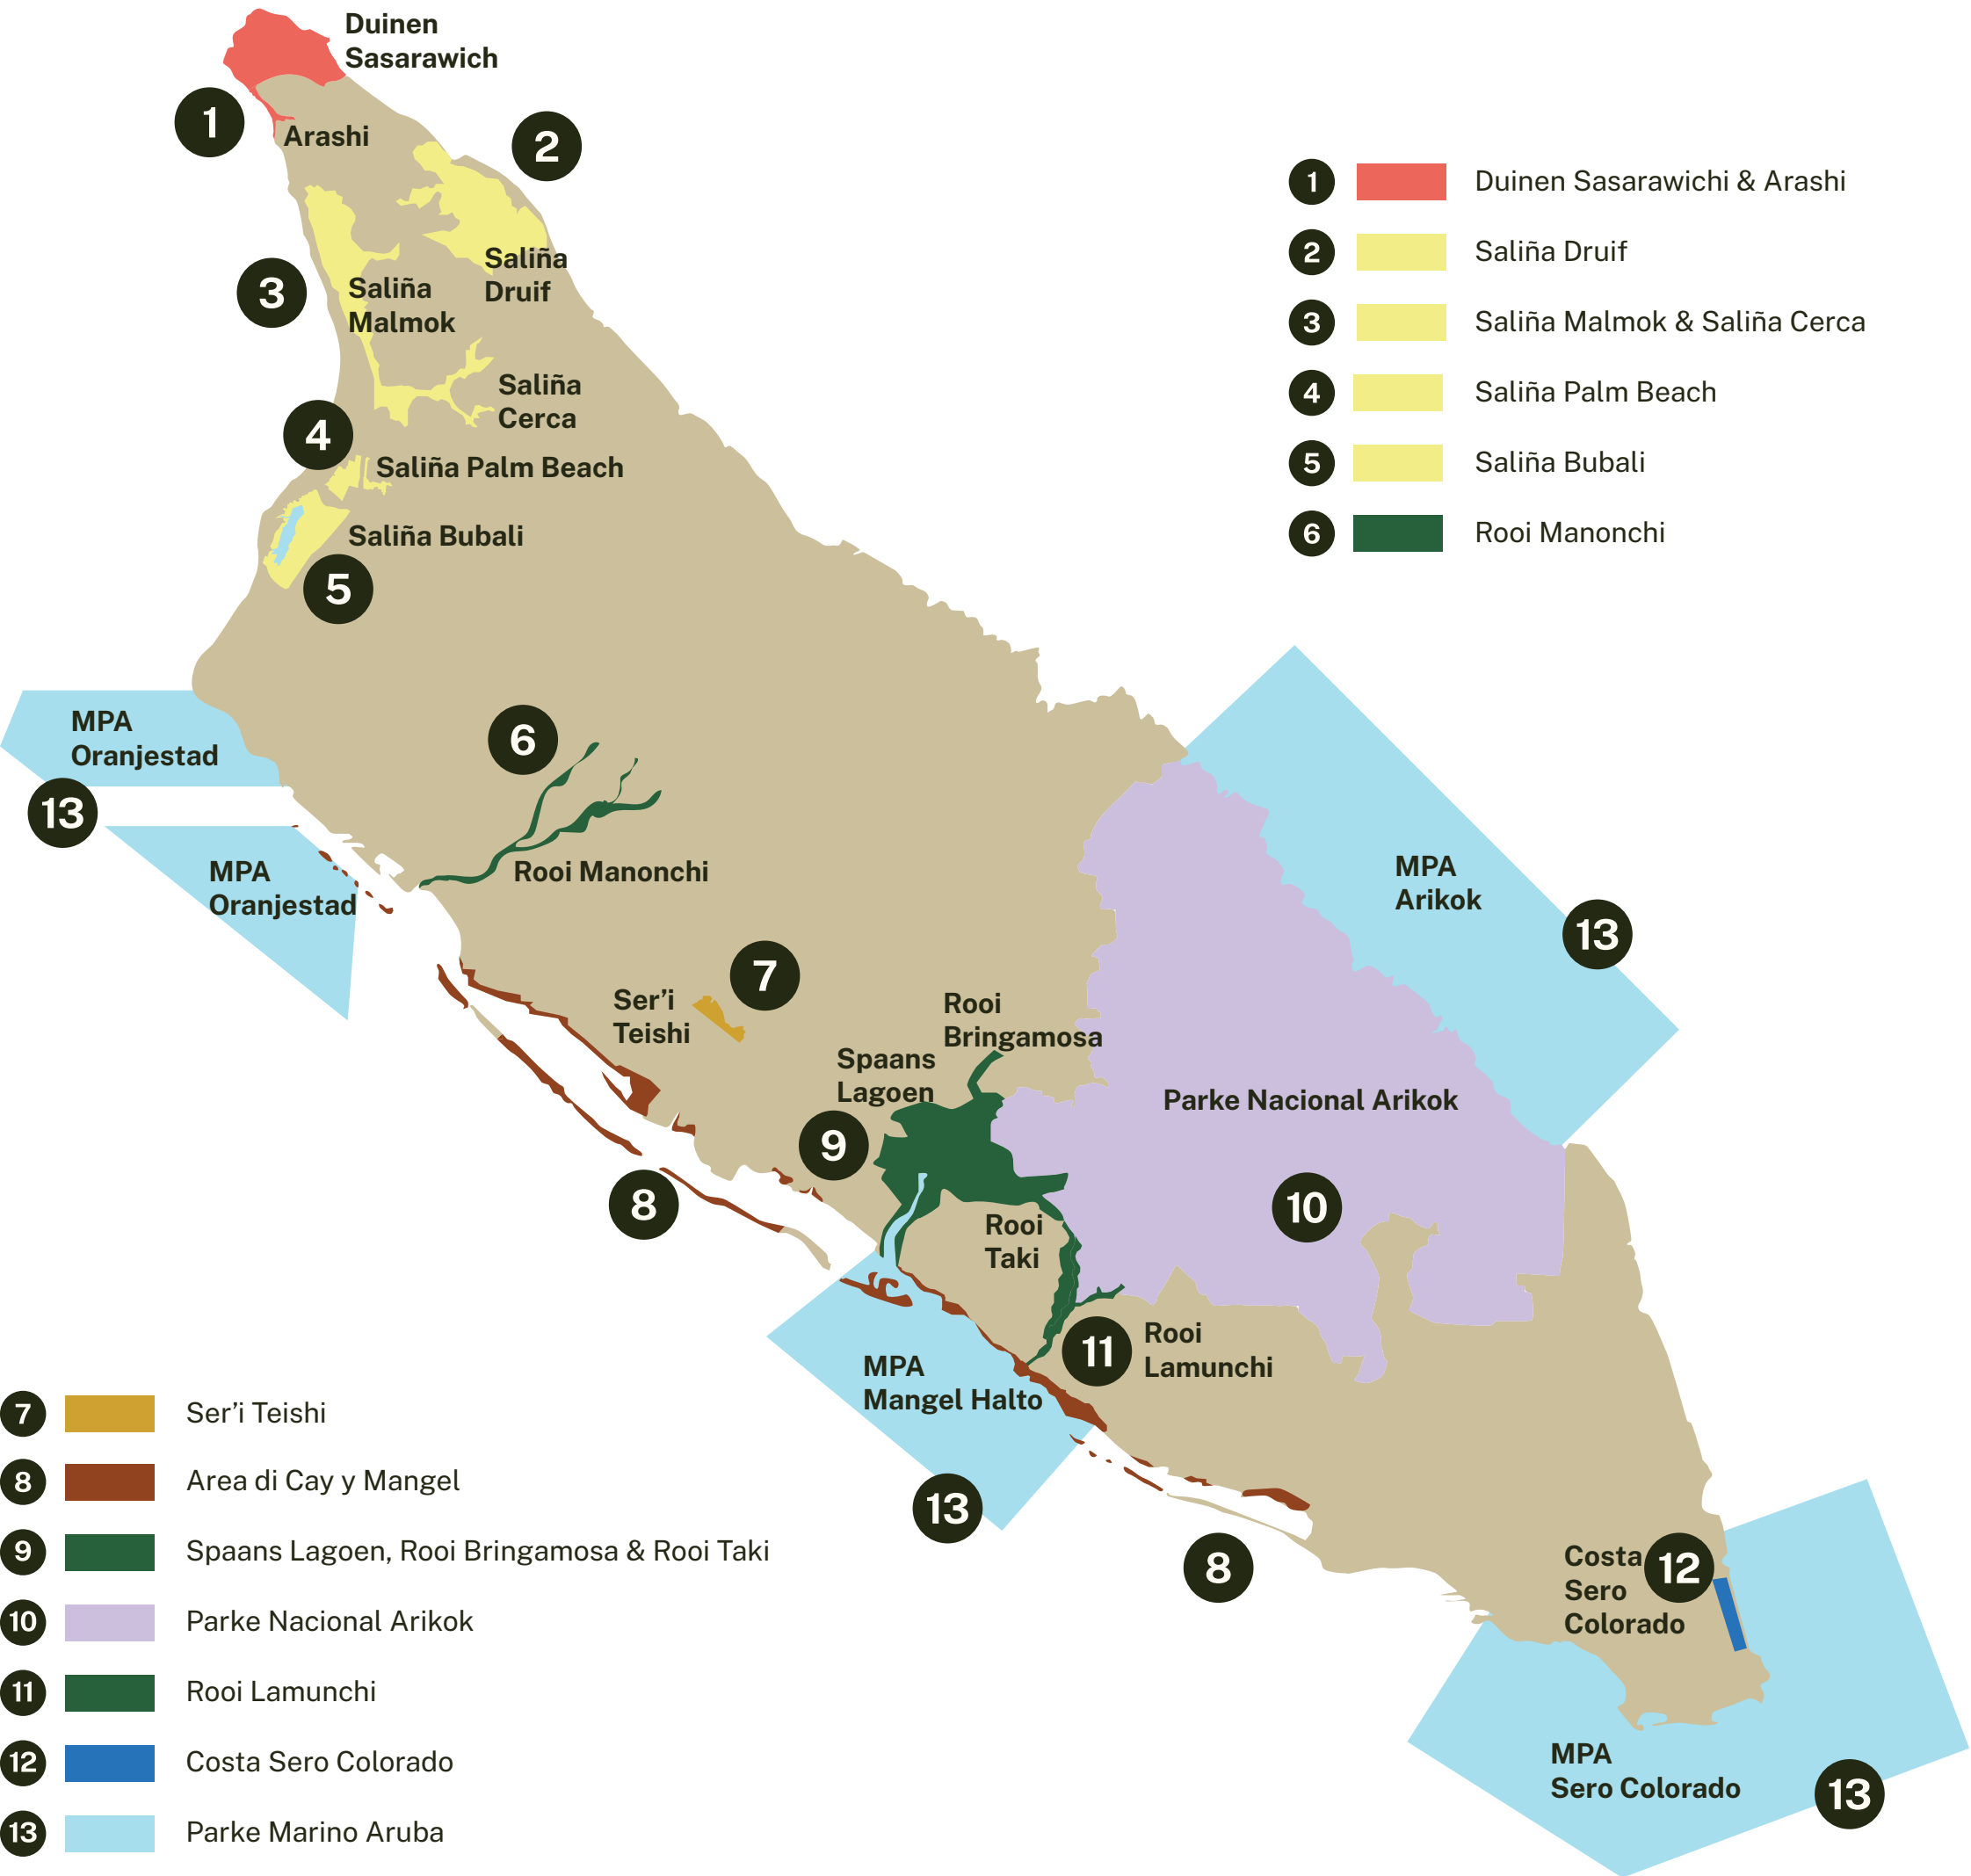 Duinen
Sasarawich
1
Arashi
2
Saliña
Druif
3
Saliña
Malmok
Saliña
Cerca
4
Saliña Palm Beach
Saliña Bubali
5
1 Duinen Sasarawichi & Arashi
2 Saliña Druif
3 Saliña Malmok & Saliña Cerca
4 Saliña Palm Beach
5 Saliña Bubali
6 Rooi Manonchi
MPA
Oranjestad
13
MPA
Oranjestad
6
Rooi Manonchi
MPA
Arikok
13
7
Ser’i
Teishi
Rooi
Bringamosa
Spaans
Lagoen
9
8
Parke Nacional Arikok
10
Rooi
Taki
11
Rooi
Lamunchi
MPA
Mangel Halto
13
8
Costa
Sero
Colorado
12
MPA
Sero Colorado
13
7 Ser’i Teishi
8 Area di Cay y Mangel
9 Spaans Lagoen, Rooi Bringamosa & Rooi Taki
10 Parke Nacional Arikok
11 Rooi Lamunchi
12 Costa Sero Colorado
13 Parke Marino Aruba